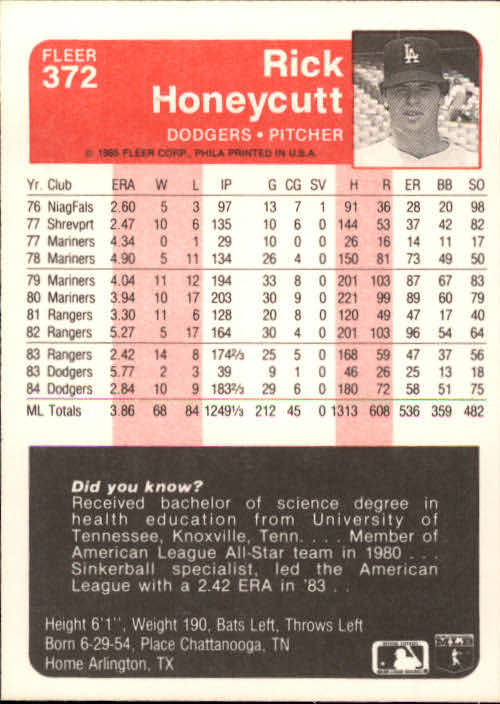 FLEER
372
Rick
Honeycutt
DODGERS • PITCHER
© 1985 FLEER CORP., PHILA PRINTED IN U.S.A.
LA
Yr. Club ERA W L IP G CG SV H R ER BB SO
76 NiagFals 2.60 5 3 97 13 7 1 91 36 28 20 98
77 Shrevprt 2.47 10 6 135 10 6 0 144 53 37 42 82
77 Mariners 4.34 0 1 29 10 0 0 26 16 14 11 17
78 Mariners 4.90 5 11 134 26 4 0 150 81 73 49 50
79 Mariners 4.04 11 12 194 33 8 0 201 103 87 67 83
80 Mariners 3.94 10 17 203 30 9 0 221 99 89 60 79
81 Rangers 3.30 11 6 128 20 8 0 120 49 47 17 40
82 Rangers 5.27 5 17 164 30 4 0 201 103 96 54 64
83 Rangers 2.42 14 8 174 2/3 25 5 0 168 59 47 37 56
83 Dodgers 5.77 2 3 39 9 1 0 46 26 25 13 18
84 Dodgers 2.84 10 9 183 2/3 29 6 0 180 72 58 51 75
ML Totals 3.86 68 84 1249 1/3 212 45 0 1313 608 536 359 482
Did you know?
Received bachelor of science degree in
health education from University of
Tennessee, Knoxville, Tenn. . . . Member of
American League All-Star team in 1980 . . .
Sinkerball specialist, led the American
League with a 2.42 ERA in '83 . .
Height 6'1'', Weight 190, Bats Left, Throws Left
Born 6-29-54, Place Chattanooga, TN
Home Arlington, TX